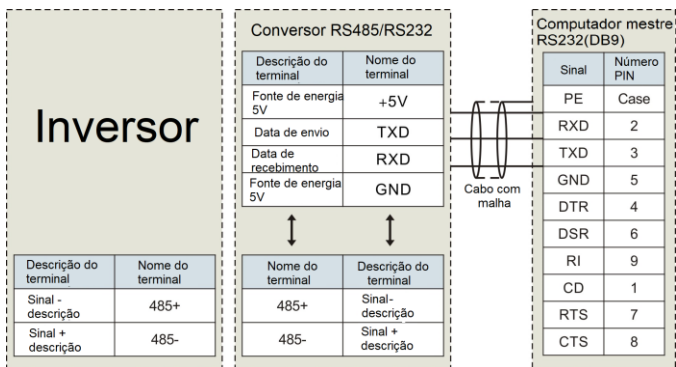 Inversor
Descrição do terminal Nome do terminal
Sinal - descrição 485+
Sinal + descrição 485-
Conversor RS485/RS232
Descrição do terminal Nome do terminal
Fonte de energia 5V +5V
Data de envio TXD
Data de recebimento RXD
Fonte de energia 5V GND
Nome do terminal Descrição do terminal
485+ Sinal- descrição
485- Sinal + descrição
Cabo com
malha
Computador mestre
RS232(DB9)
Sinal Número PIN
PE Case
RXD 2
TXD 3
GND 5
DTR 4
DSR 6
RI 9
CD 1
RTS 7
CTS 8